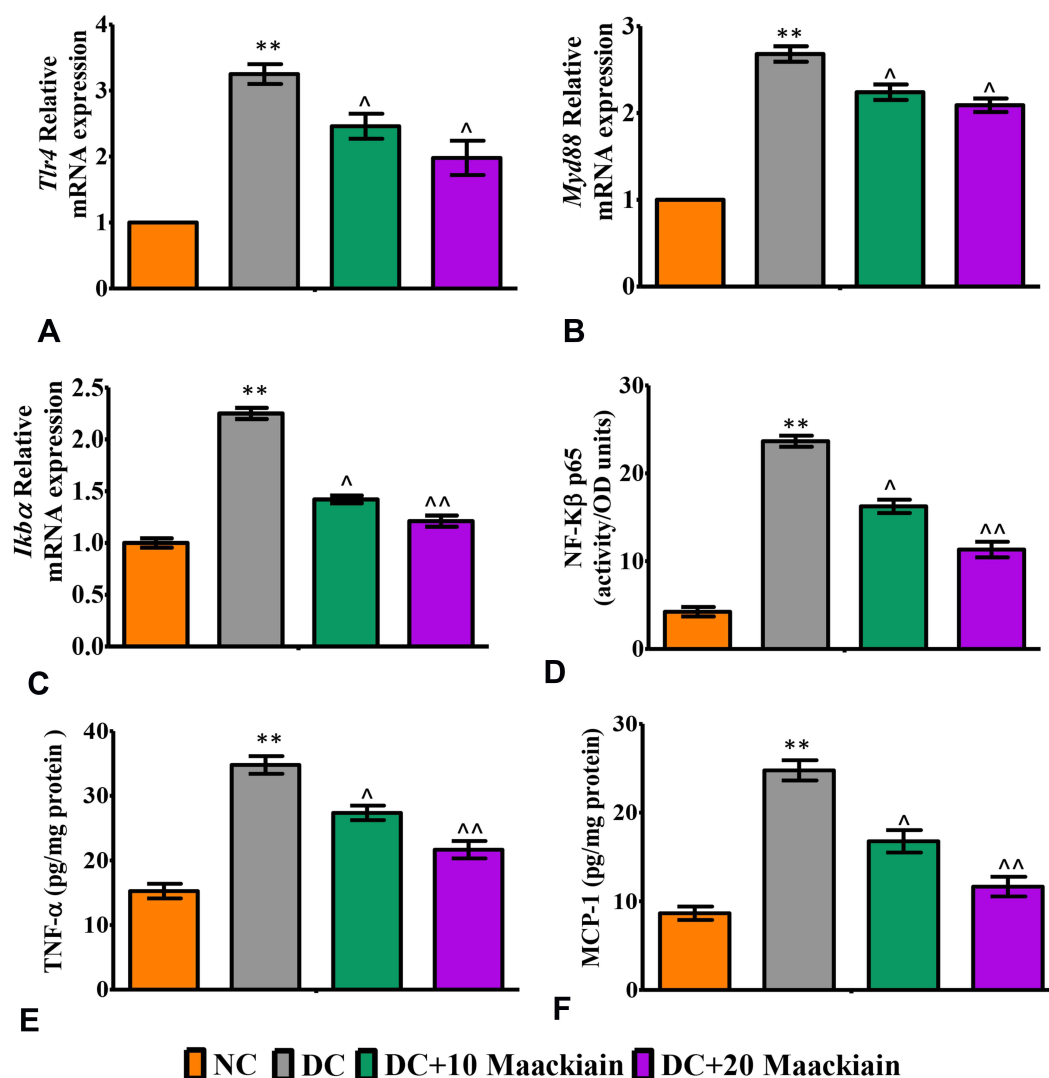 Tlr4 Relative
mRNA expression
4
3
2
1
0
**
^
^
A
Myd88 Relative
mRNA expression
3
2
1
0
**
^
^
B
Ikbα Relative
mRNA expression
2.5
2.0
1.5
1.0
0.5
0.0
**
^
^^
C
NF-Kβ p65
(activity/OD units)
30
20
10
0
**
^
^^
D
TNF-α (pg/mg protein )
40
30
20
10
0
**
^
^^
E
MCP-1 (pg/mg protein)
30
20
10
0
**
^
^^
F
NC DC DC+10 Maackiain DC+20 Maackiain